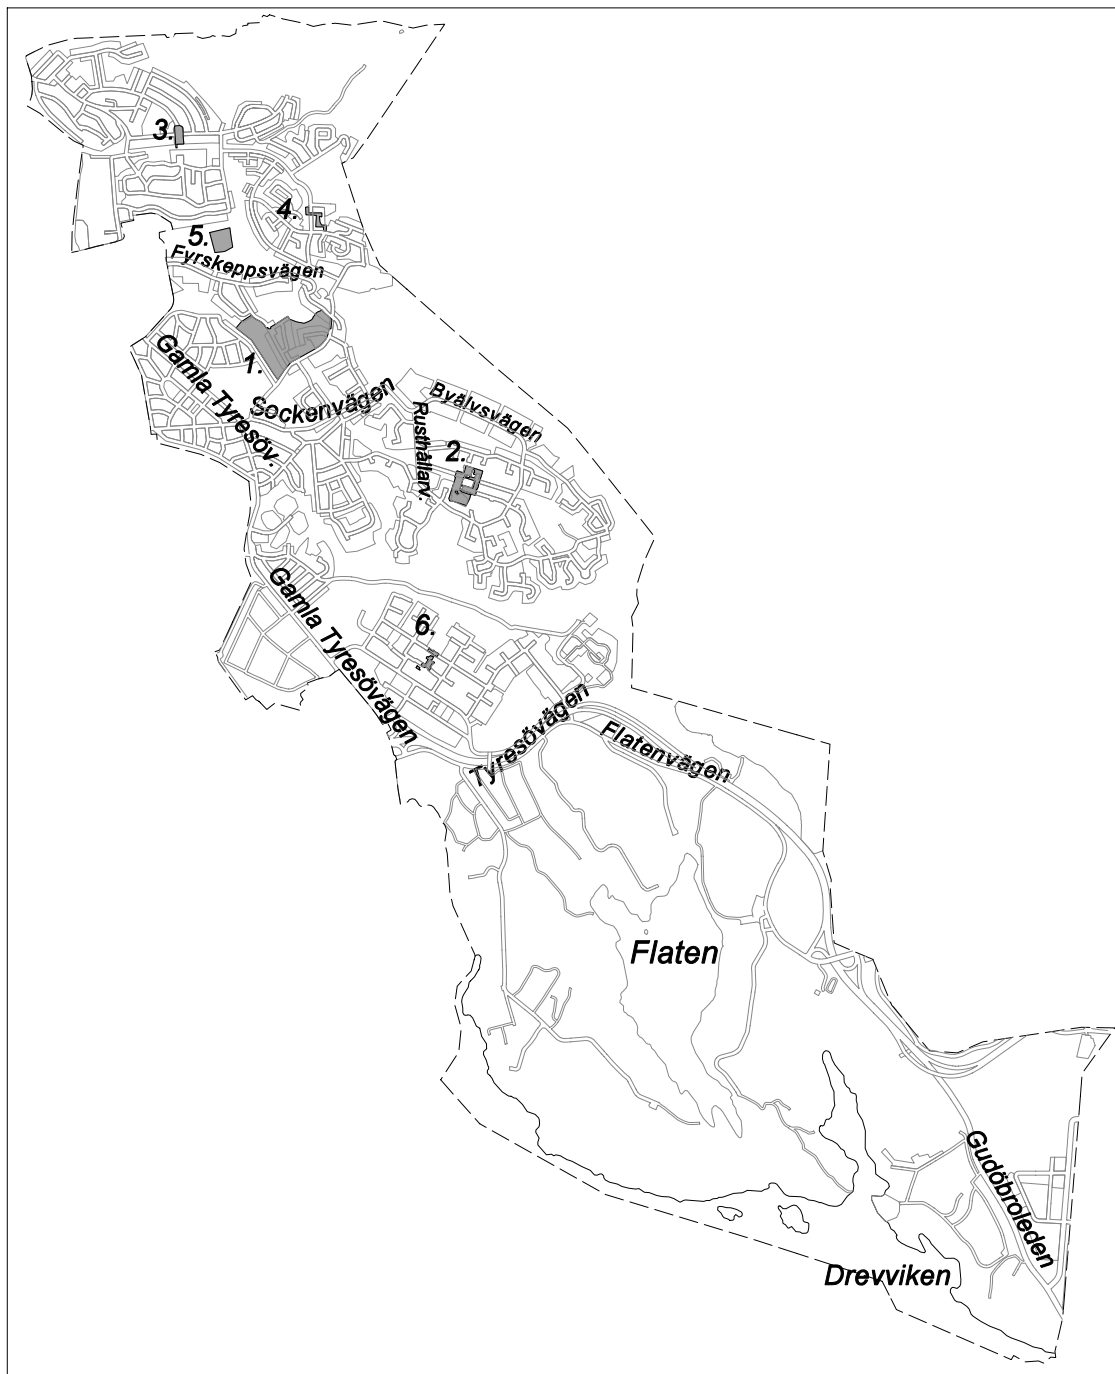 3.
4.
5.
Fyrskeppsvägen
1.
Gamla Tyresöv.
Sockenvägen
Byälvsvägen
Rusthållarv.
2.
Gamla Tyresövägen
6.
Tyresövägen
Flatenvägen
Flaten
Gudöbroleden
Drevviken